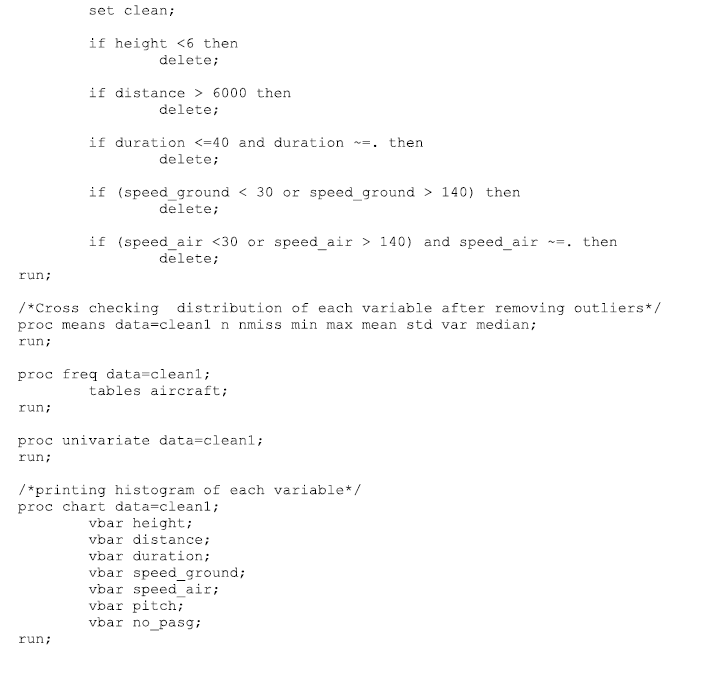 set clean;
if height <6 then
delete;
if distance > 6000 then
delete;
if duration <=40 and duration ~=. then
delete;
if (speed_ground < 30 or speed_ground > 140) then
delete;
if (speed_air <30 or speed_air > 140) and speed_air ~=. then
delete;
run;
/*Cross checking  distribution of each variable after removing outliers*/
proc means data=clean1 n nmiss min max mean std var median;
run;
proc freq data=clean1;
tables aircraft;
run;
proc univariate data=clean1;
run;
/*printing histogram of each variable*/
proc chart data=clean1;
vbar height;
vbar distance;
vbar duration;
vbar speed_ground;
vbar speed_air;
vbar pitch;
vbar no_pasg;
run;